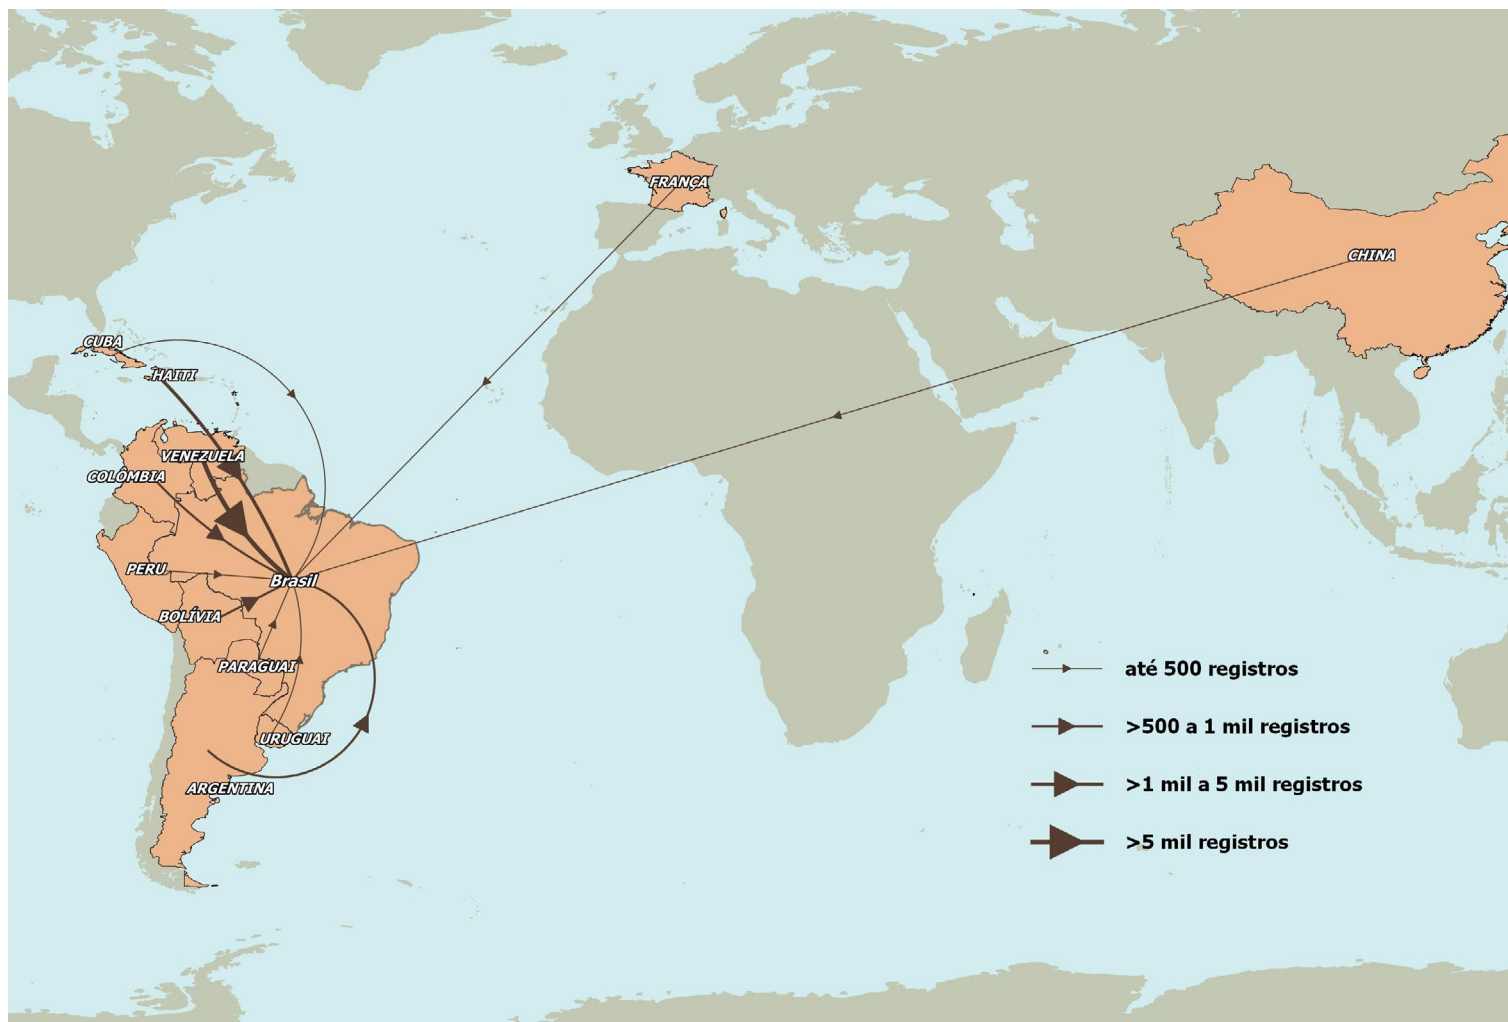 FRANÇA
CHINA
CUBA
HAITI
VENEZUELA
COLÔMBIA
PERU
Brasil
BOLÍVIA
PARAGUAI
URUGUAI
ARGENTINA
até 500 registros
>500 a 1 mil registros
>1 mil a 5 mil registros
>5 mil registros